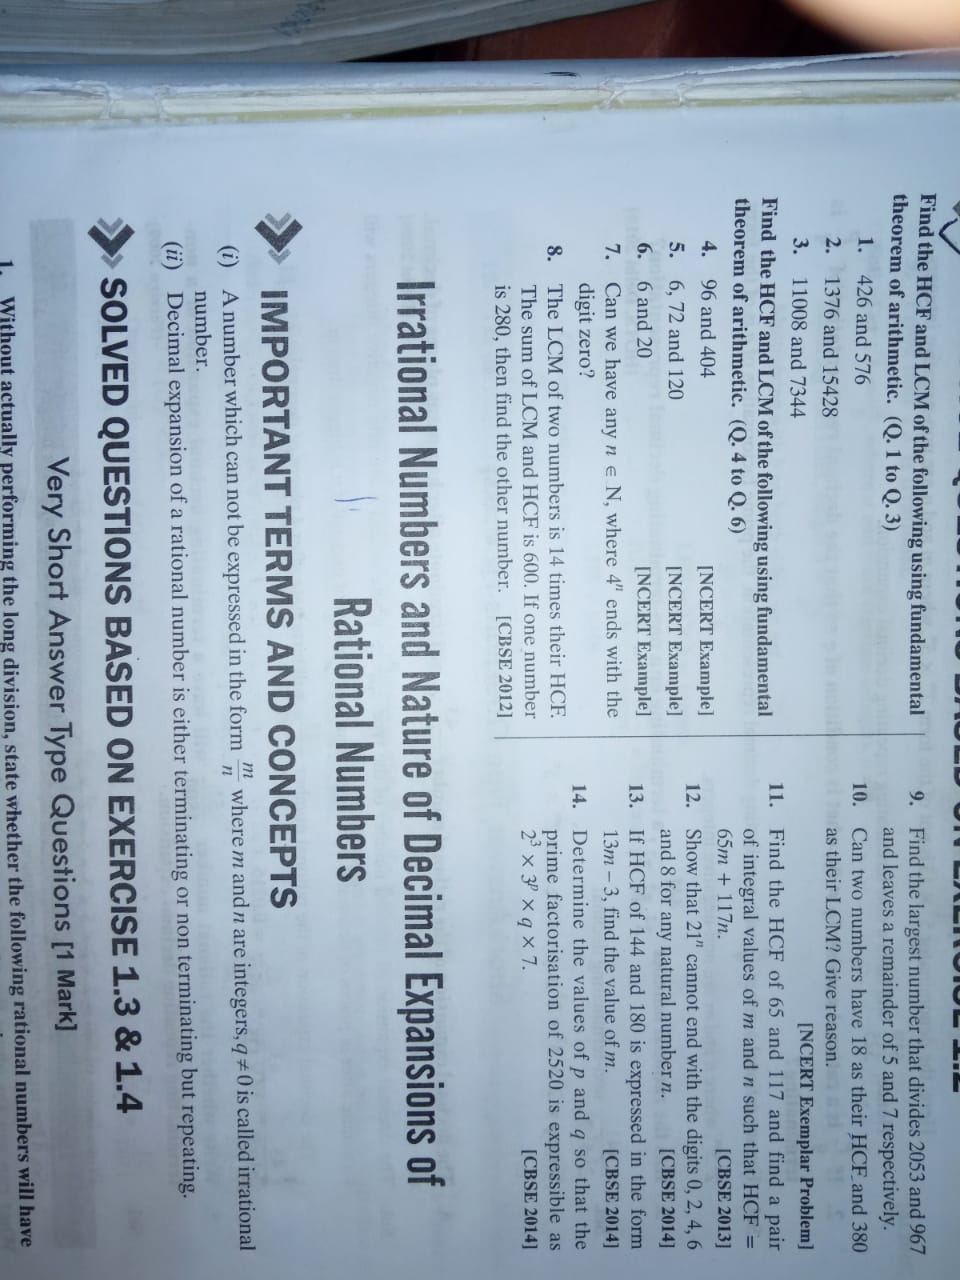 QUESTIONS BASED ON EXERCISE 1.2
Find the HCF and LCM of the following using fundamental
theorem of arithmetic. (Q. 1 to Q. 3)
1. 426 and 576
2. 1376 and 15428
3. 11008 and 7344
Find the HCF and LCM of the following using fundamental
theorem of arithmetic. (Q. 4 to Q. 6)
4. 96 and 404 [NCERT Example]
5. 6, 72 and 120 [NCERT Example]
6. 6 and 20 [NCERT Example]
7. Can we have any n ∈ N, where 4ⁿ ends with the
digit zero?
8. The LCM of two numbers is 14 times their HCF.
The sum of LCM and HCF is 600. If one number
is 280, then find the other number. [CBSE 2012]
9. Find the largest number that divides 2053 and 967
and leaves a remainder of 5 and 7 respectively.
10. Can two numbers have 18 as their HCF and 380
as their LCM? Give reason.
[NCERT Exemplar Problem]
11. Find the HCF of 65 and 117 and find a pair
of integral values of m and n such that HCF =
65m + 117n. [CBSE 2013]
12. Show that 21ⁿ cannot end with the digits 0, 2, 4, 6
and 8 for any natural number n. [CBSE 2014]
13. If HCF of 144 and 180 is expressed in the form
13m – 3, find the value of m. [CBSE 2014]
14. Determine the values of p and q so that the
prime factorisation of 2520 is expressible as
2³ × 3ᵖ × q × 7. [CBSE 2014]
Irrational Numbers and Nature of Decimal Expansions of
Rational Numbers
IMPORTANT TERMS AND CONCEPTS
(i) A number which can not be expressed in the form m/n where m and n are integers, q ≠ 0 is called irrational
number.
(ii) Decimal expansion of a rational number is either terminating or non terminating but repeating.
SOLVED QUESTIONS BASED ON EXERCISE 1.3 & 1.4
Very Short Answer Type Questions [1 Mark]
1. Without actually performing the long division, state whether the following rational numbers will have